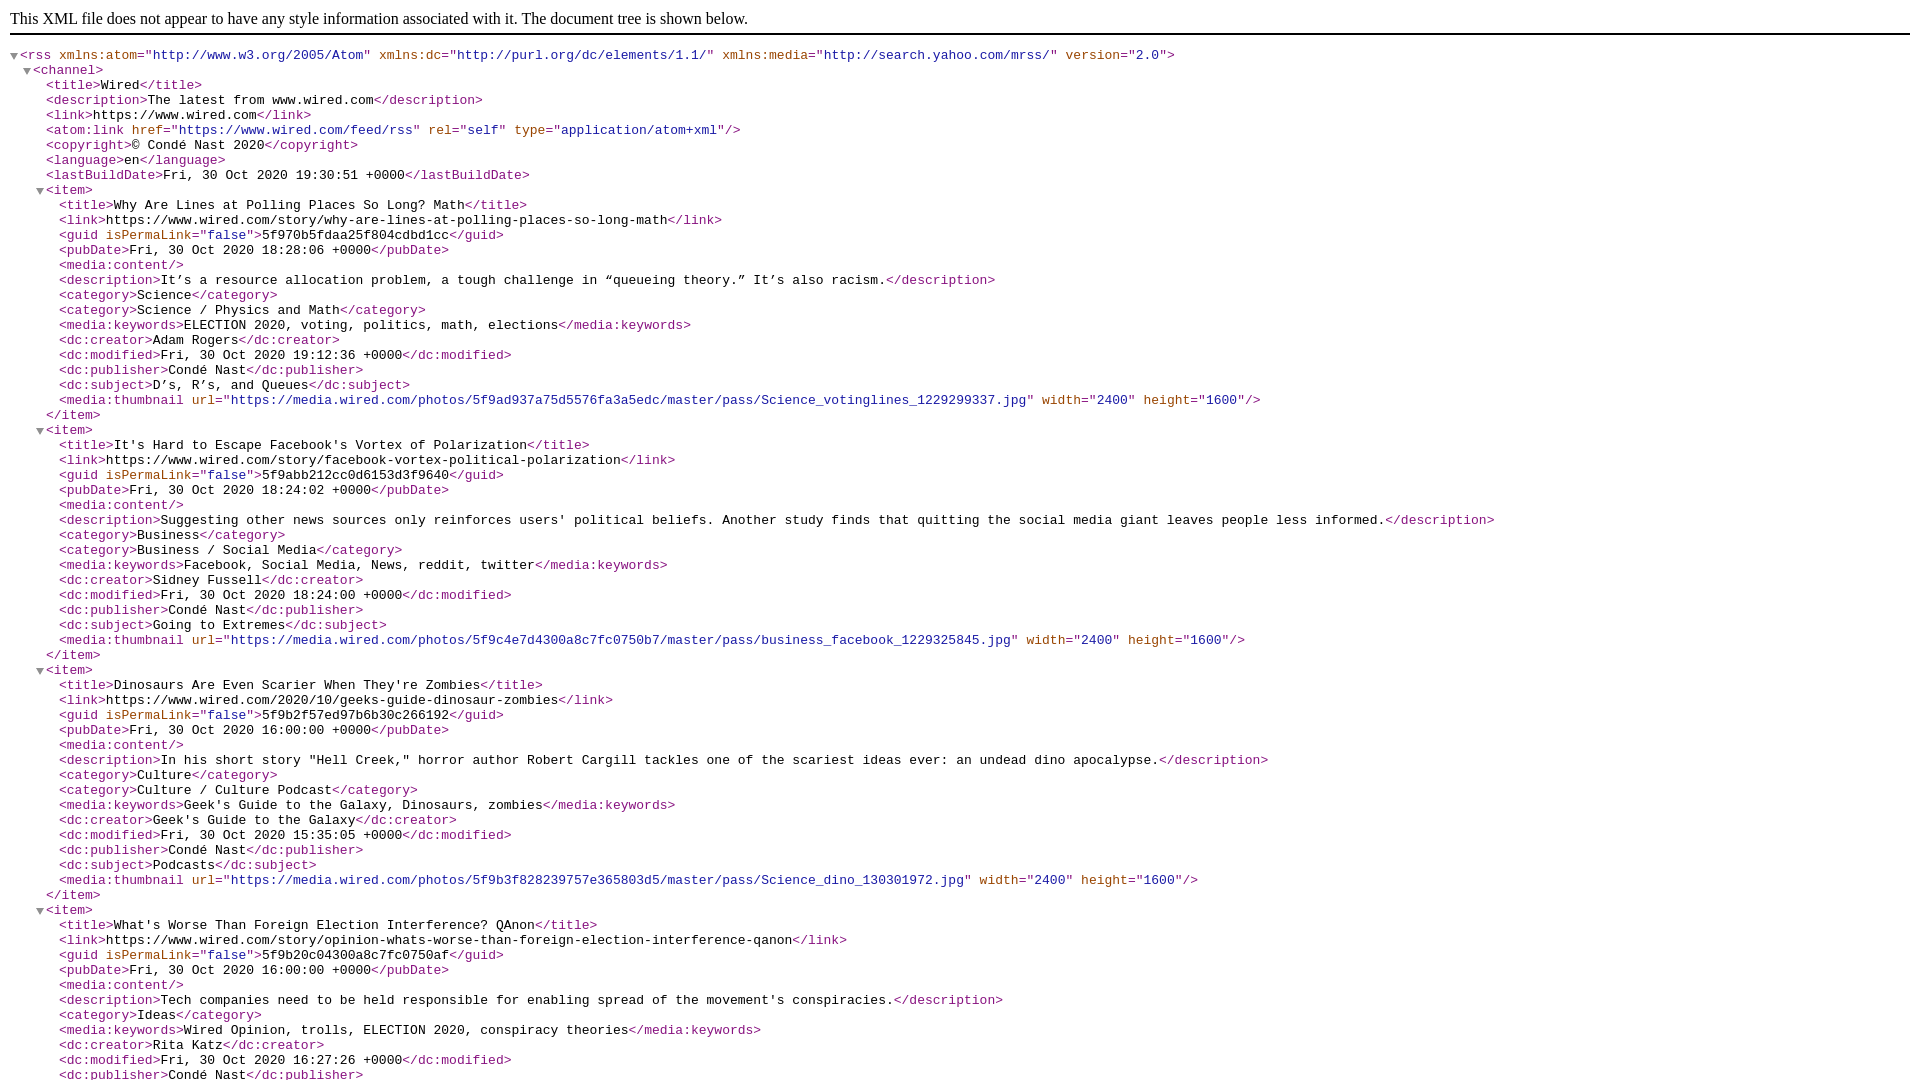 This XML file does not appear to have any style information associated with it. The document tree is shown below.
<rss xmlns:atom="http://www.w3.org/2005/Atom" xmlns:dc="http://purl.org/dc/elements/1.1/" xmlns:media="http://search.yahoo.com/mrss/" version="2.0">
<channel>
<title>Wired</title>
<description>The latest from www.wired.com</description>
<link>https://www.wired.com</link>
<atom:link href="https://www.wired.com/feed/rss" rel="self" type="application/atom+xml"/>
<copyright>© Condé Nast 2020</copyright>
<language>en</language>
<lastBuildDate>Fri, 30 Oct 2020 19:30:51 +0000</lastBuildDate>
<item>
<title>Why Are Lines at Polling Places So Long? Math</title>
<link>https://www.wired.com/story/why-are-lines-at-polling-places-so-long-math</link>
<guid isPermaLink="false">5f970b5fdaa25f804cdbd1cc</guid>
<pubDate>Fri, 30 Oct 2020 18:28:06 +0000</pubDate>
<media:content/>
<description>It’s a resource allocation problem, a tough challenge in “queueing theory.” It’s also racism.</description>
<category>Science</category>
<category>Science / Physics and Math</category>
<media:keywords>ELECTION 2020, voting, politics, math, elections</media:keywords>
<dc:creator>Adam Rogers</dc:creator>
<dc:modified>Fri, 30 Oct 2020 19:12:36 +0000</dc:modified>
<dc:publisher>Condé Nast</dc:publisher>
<dc:subject>D’s, R’s, and Queues</dc:subject>
<media:thumbnail url="https://media.wired.com/photos/5f9ad937a75d5576fa3a5edc/master/pass/Science_votinglines_1229299337.jpg" width="2400" height="1600"/>
</item>
<item>
<title>It's Hard to Escape Facebook's Vortex of Polarization</title>
<link>https://www.wired.com/story/facebook-vortex-political-polarization</link>
<guid isPermaLink="false">5f9abb212cc0d6153d3f9640</guid>
<pubDate>Fri, 30 Oct 2020 18:24:02 +0000</pubDate>
<media:content/>
<description>Suggesting other news sources only reinforces users' political beliefs. Another study finds that quitting the social media giant leaves people less informed.</description>
<category>Business</category>
<category>Business / Social Media</category>
<media:keywords>Facebook, Social Media, News, reddit, twitter</media:keywords>
<dc:creator>Sidney Fussell</dc:creator>
<dc:modified>Fri, 30 Oct 2020 18:24:00 +0000</dc:modified>
<dc:publisher>Condé Nast</dc:publisher>
<dc:subject>Going to Extremes</dc:subject>
<media:thumbnail url="https://media.wired.com/photos/5f9c4e7d4300a8c7fc0750b7/master/pass/business_facebook_1229325845.jpg" width="2400" height="1600"/>
</item>
<item>
<title>Dinosaurs Are Even Scarier When They're Zombies</title>
<link>https://www.wired.com/2020/10/geeks-guide-dinosaur-zombies</link>
<guid isPermaLink="false">5f9b2f57ed97b6b30c266192</guid>
<pubDate>Fri, 30 Oct 2020 16:00:00 +0000</pubDate>
<media:content/>
<description>In his short story "Hell Creek," horror author Robert Cargill tackles one of the scariest ideas ever: an undead dino apocalypse.</description>
<category>Culture</category>
<category>Culture / Culture Podcast</category>
<media:keywords>Geek's Guide to the Galaxy, Dinosaurs, zombies</media:keywords>
<dc:creator>Geek's Guide to the Galaxy</dc:creator>
<dc:modified>Fri, 30 Oct 2020 15:35:05 +0000</dc:modified>
<dc:publisher>Condé Nast</dc:publisher>
<dc:subject>Podcasts</dc:subject>
<media:thumbnail url="https://media.wired.com/photos/5f9b3f828239757e365803d5/master/pass/Science_dino_130301972.jpg" width="2400" height="1600"/>
</item>
<item>
<title>What's Worse Than Foreign Election Interference? QAnon</title>
<link>https://www.wired.com/story/opinion-whats-worse-than-foreign-election-interference-qanon</link>
<guid isPermaLink="false">5f9b20c04300a8c7fc0750af</guid>
<pubDate>Fri, 30 Oct 2020 16:00:00 +0000</pubDate>
<media:content/>
<description>Tech companies need to be held responsible for enabling spread of the movement's conspiracies.</description>
<category>Ideas</category>
<media:keywords>Wired Opinion, trolls, ELECTION 2020, conspiracy theories</media:keywords>
<dc:creator>Rita Katz</dc:creator>
<dc:modified>Fri, 30 Oct 2020 16:27:26 +0000</dc:modified>
<dc:publisher>Condé Nast</dc:publisher>